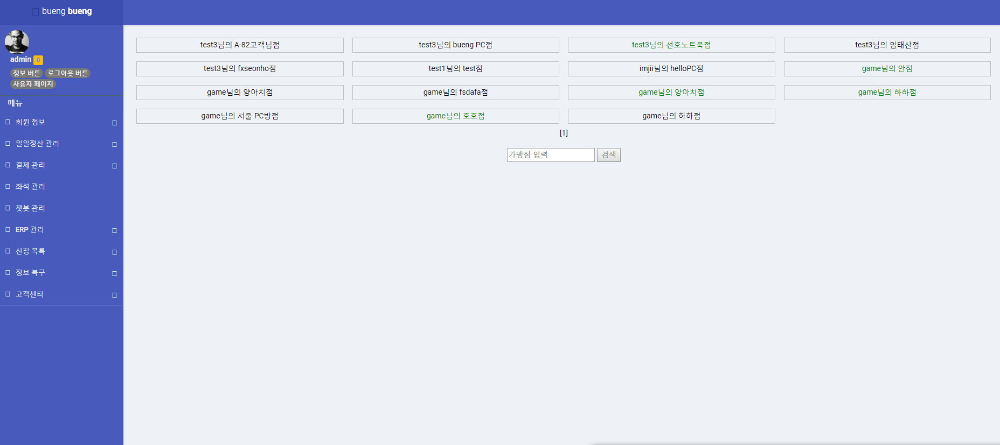 bueng bueng
admin 0
정보 버튼 로그아웃 버튼
사용자 페이지
메뉴
회원 정보
일일정산 관리
결제 관리
좌석 관리
챗봇 관리
ERP 관리
신청 목록
정보 복구
고객센터
test3님의 A-82고객님점 test3님의 bueng PC점 test3님의 선호노트북점 test3님의 임태산점
test3님의 fxseonho점 test1님의 test점 imjii님의 helloPC점 game님의 안점
game님의 양아치점 game님의 fsdafa점 game님의 양아치점 game님의 하하점
game님의 서울 PC방점 game님의 호호점 game님의 하하점
[1]
가맹점 입력 검색